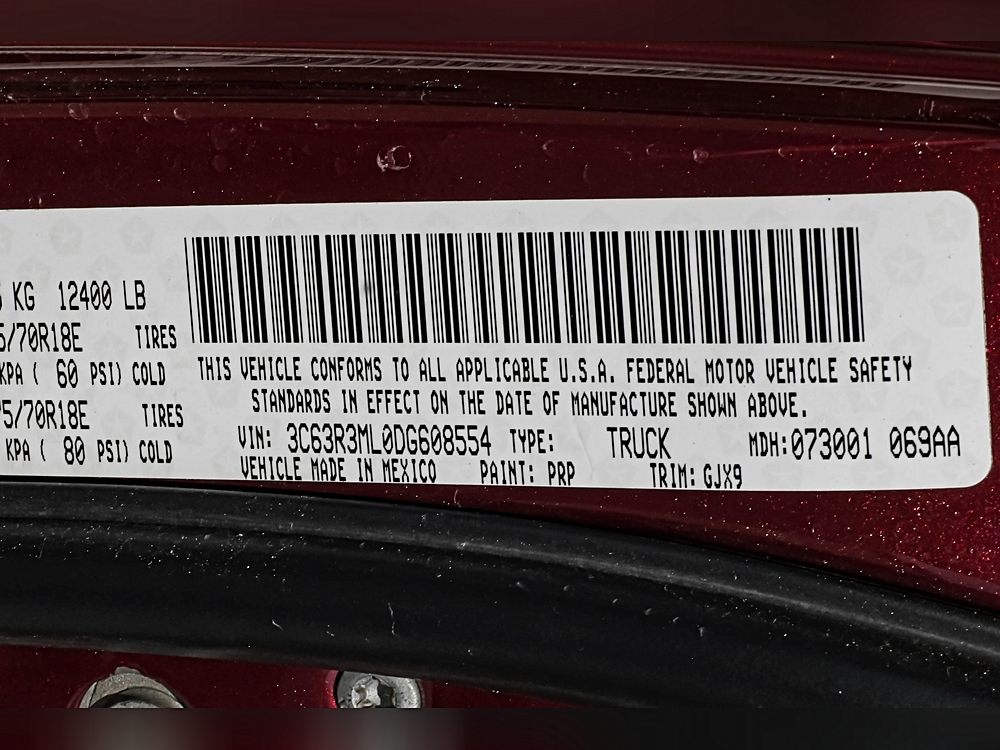 KG 12400 LB
5/70R18E TIRES
KPA ( 60 PSI) COLD
5/70R18E TIRES
KPA ( 80 PSI) COLD
THIS VEHICLE CONFORMS TO ALL APPLICABLE U.S.A. FEDERAL MOTOR VEHICLE SAFETY
STANDARDS IN EFFECT ON THE DATE OF MANUFACTURE SHOWN ABOVE.
VIN: 3C63R3ML0DG608554 TYPE: TRUCK MDH:073001 069AA
VEHICLE MADE IN MEXICO PAINT: PRP TRIM: GJX9